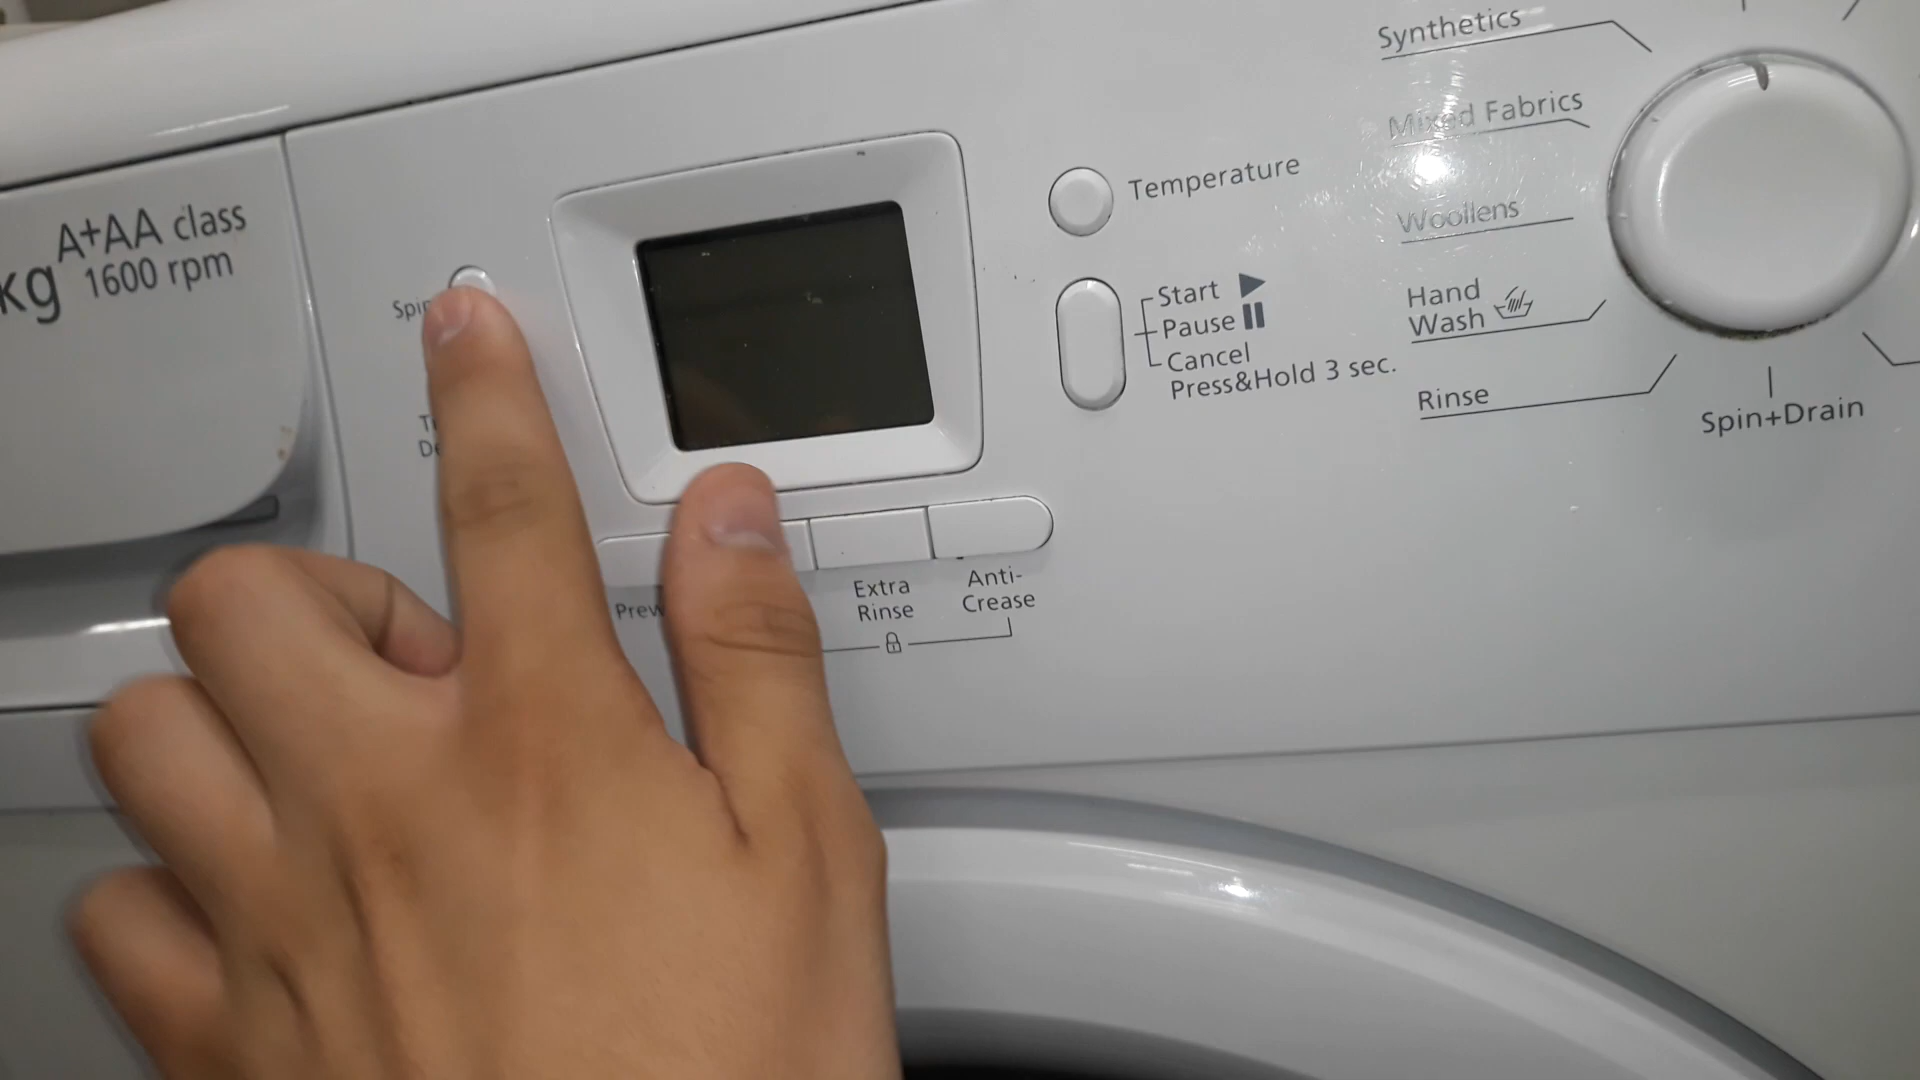 A+AA class
kg 1600 rpm
Spin
Temperature
Start
Pause
Cancel
Press&Hold 3 sec.
Extra
Rinse
Anti-
Crease
Synthetics
Mixed Fabrics
Woollens
Hand
Wash
Rinse
Spin+Drain